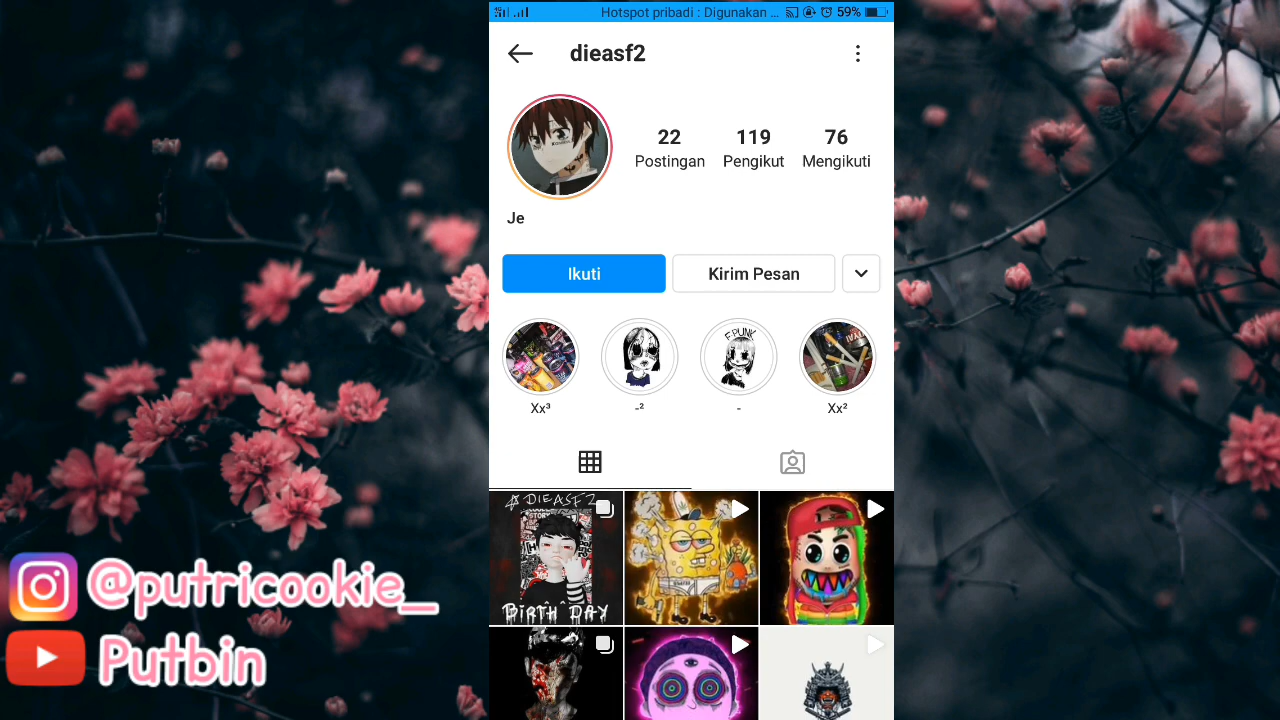 Hotspot pribadi : Digunakan ...
59%
dieasf2
22
Postingan
119
Pengikut
76
Mengikuti
Je
Ikuti
Kirim Pesan
E-PUNK
Xx³
-²
-
Xx²
# DIEASF2
BIRTH DAY
@putricookie_
Putbin